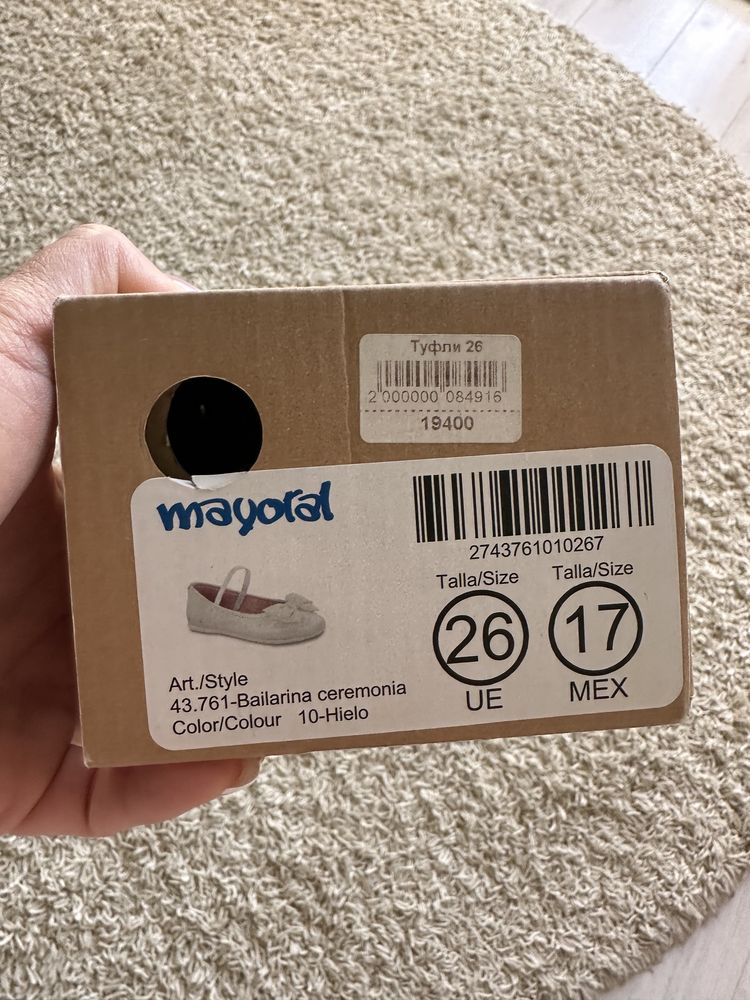 Туфли 26
2 000000 084916
19400
mayoral
2743761010267
Talla/Size
26
UE
Talla/Size
17
MEX
Art./Style
43.761-Bailarina ceremonia
Color/Colour 10-Hielo